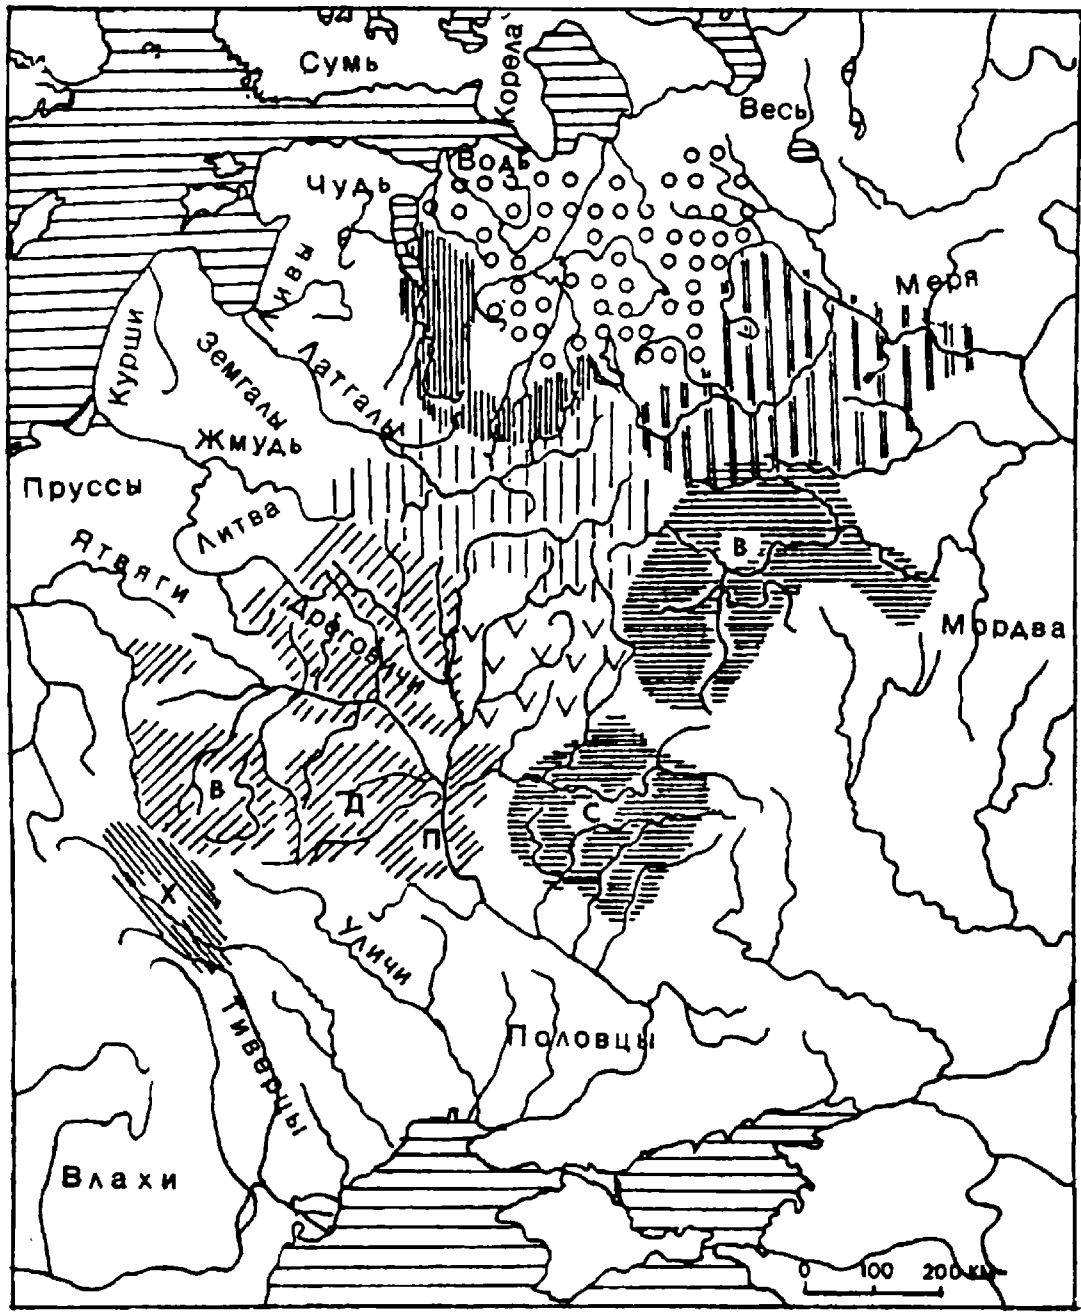 Сумь
Корела
Весь
Водь
Чудь
Ливы
Меря
Курши
Земгалы
Латгалы
Жмудь
Пруссы
Литва
В
Ятвяги
Дреговичи
Мордва
В
Д
С
П
Х
Уличи
Тиверцы
Половцы
Влахи
0 100 200 км